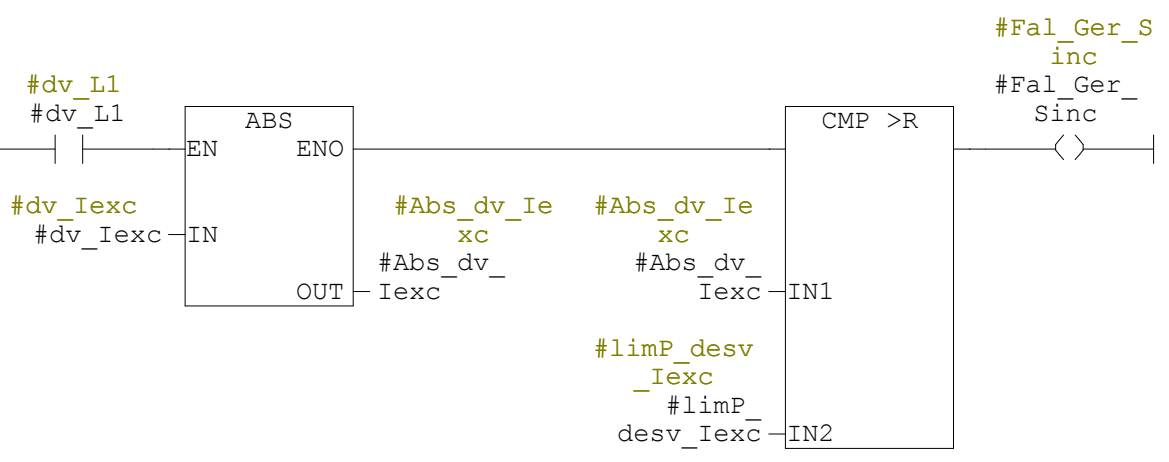 #Fal_Ger_S
inc
#dv_L1
#Fal_Ger_
#dv_L1
ABS
CMP >R
Sinc
EN
ENO
#dv_Iexc
#Abs_dv_Ie
#Abs_dv_Ie
#dv_Iexc
IN
xc
xc
#Abs_dv_
#Abs_dv_
OUT
Iexc
Iexc
IN1
#limP_desv
_Iexc
#limP_
desv_Iexc
IN2